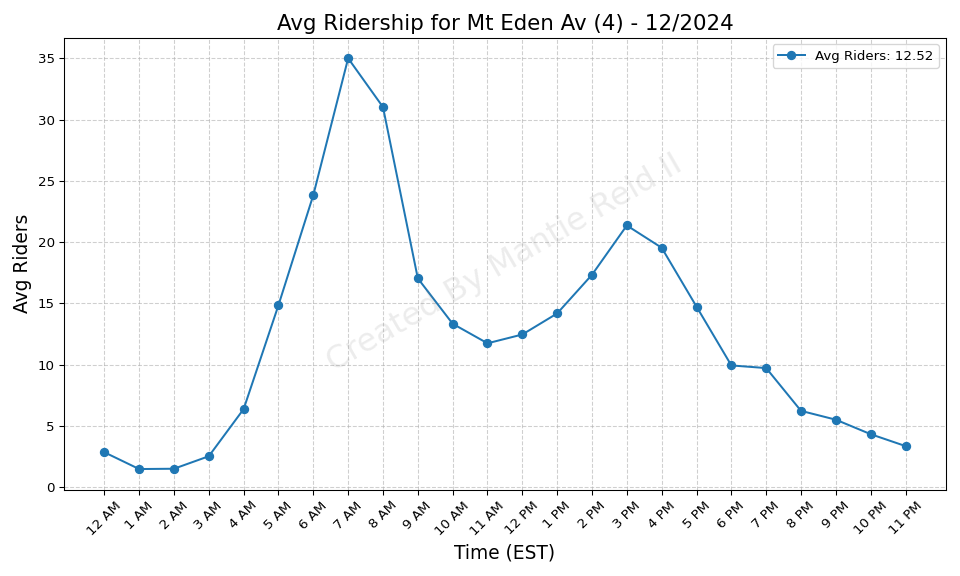 Avg Ridership for Mt Eden Av (4) - 12/2024
Avg Riders: 12.52
Avg Riders
35
30
25
20
15
10
5
0
Created By Mantie Reid II
12 AM
1 AM
2 AM
3 AM
4 AM
5 AM
6 AM
7 AM
8 AM
9 AM
10 AM
11 AM
12 PM
1 PM
2 PM
3 PM
4 PM
5 PM
6 PM
7 PM
8 PM
9 PM
10 PM
11 PM
Time (EST)